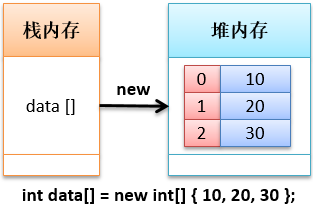 栈内存
堆内存
data []
new
0 10
1 20
2 30
int data[] = new int[] { 10, 20, 30 };